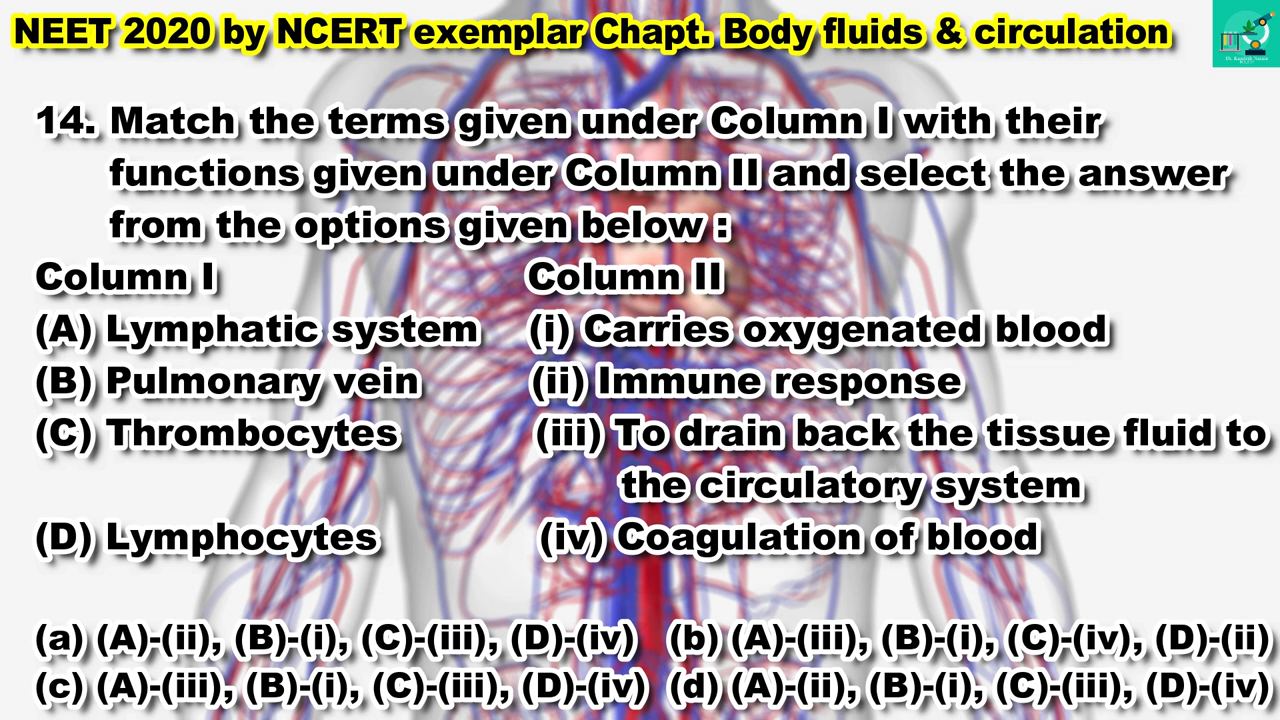 NEET 2020 by NCERT exemplar Chapt. Body fluids & circulation
14. Match the terms given under Column I with their
functions given under Column II and select the answer
from the options given below :
Column I Column II
(A) Lymphatic system (i) Carries oxygenated blood
(B) Pulmonary vein (ii) Immune response
(C) Thrombocytes (iii) To drain back the tissue fluid to
the circulatory system
(D) Lymphocytes (iv) Coagulation of blood
(a) (A)-(ii), (B)-(i), (C)-(iii), (D)-(iv) (b) (A)-(iii), (B)-(i), (C)-(iv), (D)-(ii)
(c) (A)-(iii), (B)-(i), (C)-(iii), (D)-(iv) (d) (A)-(ii), (B)-(i), (C)-(iii), (D)-(iv)